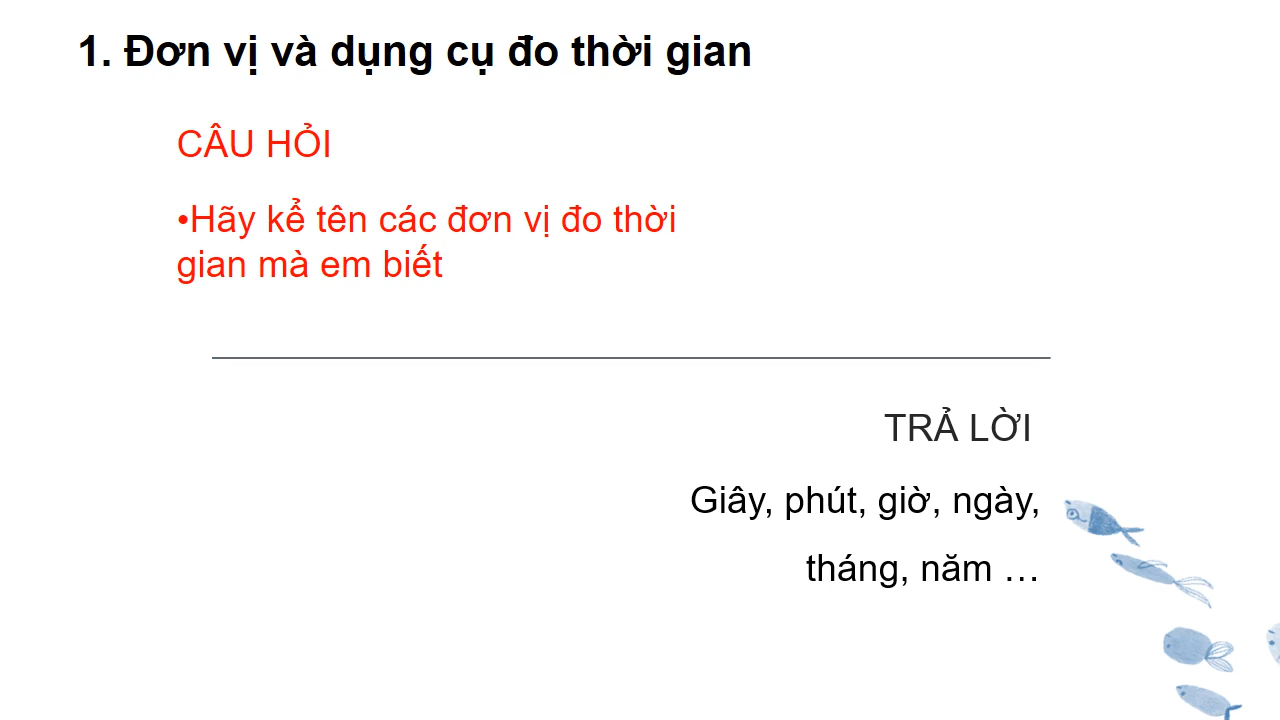 1. Đơn vị và dụng cụ đo thời gian
CÂU HỎI
•Hãy kể tên các đơn vị đo thời
gian mà em biết
TRẢ LỜI
Giây, phút, giờ, ngày,
tháng, năm …